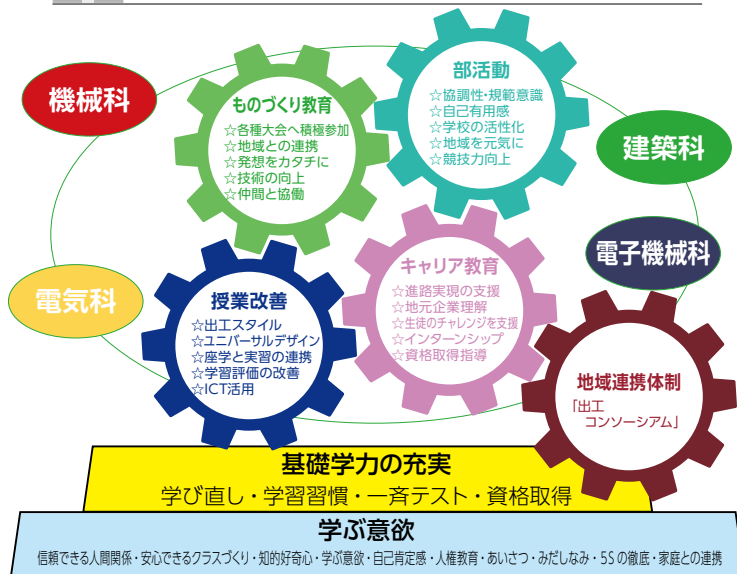 機械科
ものづくり教育
☆各種大会へ積極参加
☆地域との連携
☆発想をカタチに
☆技術の向上
☆仲間と協働
部活動
☆協調性・規範意識
☆自己有用感
☆学校の活性化
☆地域を元気に
☆競技力向上
建築科
電子機械科
電気科
授業改善
☆出工スタイル
☆ユニバーサルデザイン
☆座学と実習の連携
☆学習評価の改善
☆ICT活用
キャリア教育
☆進路実現の支援
☆地元企業理解
☆生徒のチャレンジを支援
☆インターンシップ
☆資格取得指導
地域連携体制
「出工
コンソーシアム」
基礎学力の充実
学び直し・学習習慣・一斉テスト・資格取得
学ぶ意欲
信頼できる人間関係・安心できるクラスづくり・知的好奇心・学ぶ意欲・自己肯定感・人権教育・あいさつ・みだしなみ・5Sの徹底・家庭との連携